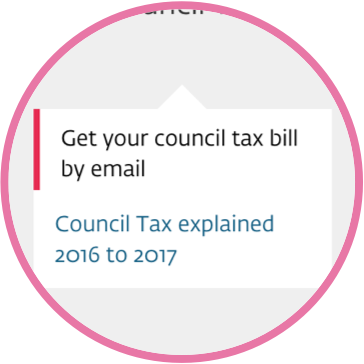 Get your council tax bill
by email
Council Tax explained
2016 to 2017